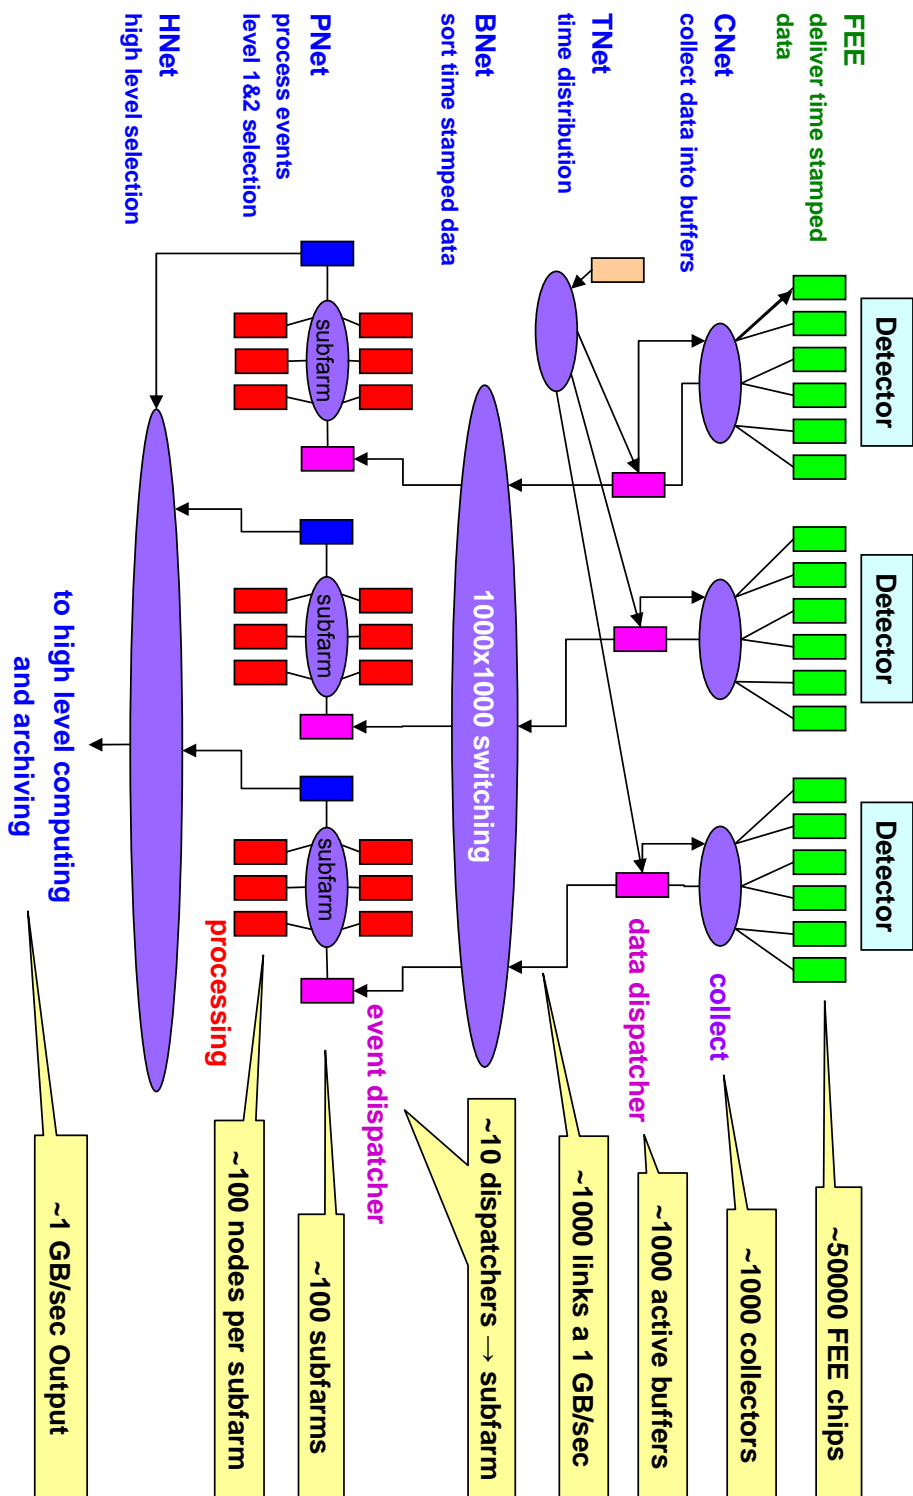 FEE
deliver time stamped
data
CNet
collect data into buffers
TNet
time distribution
BNet
sort time stamped data
PNet
process events
level 1&2 selection
HNet
high level selection
Detector
Detector
Detector
collect
data dispatcher
1000x1000 switching
event dispatcher
subfarm
subfarm
subfarm
processing
to high level computing
and archiving
~50000 FEE chips
~1000 collectors
~1000 active buffers
~1000 links a 1 GB/sec
~10 dispatchers → subfarm
~100 subfarms
~100 nodes per subfarm
~1 GB/sec Output